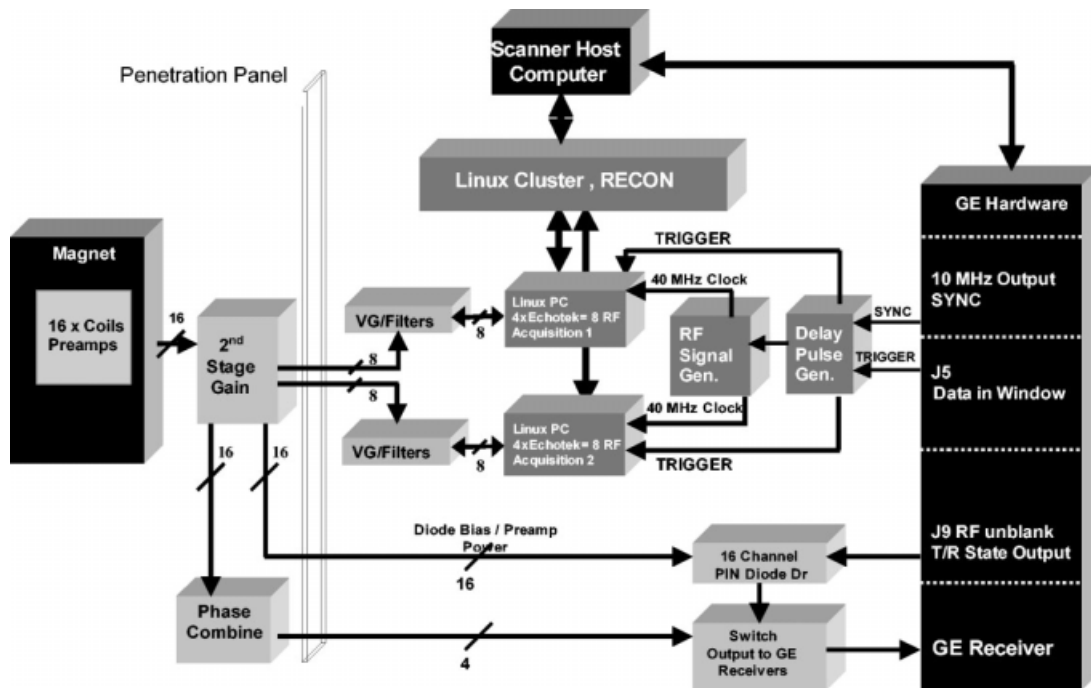 Scanner Host
Computer
Penetration Panel
Linux Cluster , RECON
GE Hardware
Magnet
16 x Coils
Preamps
16
2nd
Stage
Gain
8
8
VG/Filters
VG/Filters
8
8
Linux PC
4xEchotek= 8 RF
Acquisition 1
Linux PC
4xEchotek= 8 RF
Acquisition 2
TRIGGER
40 MHz Clock
RF
Signal
Gen.
Delay
Pulse
Gen.
SYNC
TRIGGER
10 MHz Output
SYNC
J5
Data in Window
40 MHz Clock
TRIGGER
16
16
Diode Bias / Preamp
Power
16
16 Channel
PIN Diode Dr
J9 RF unblank
T/R State Output
Phase
Combine
4
Switch
Output to GE
Receivers
GE Receiver